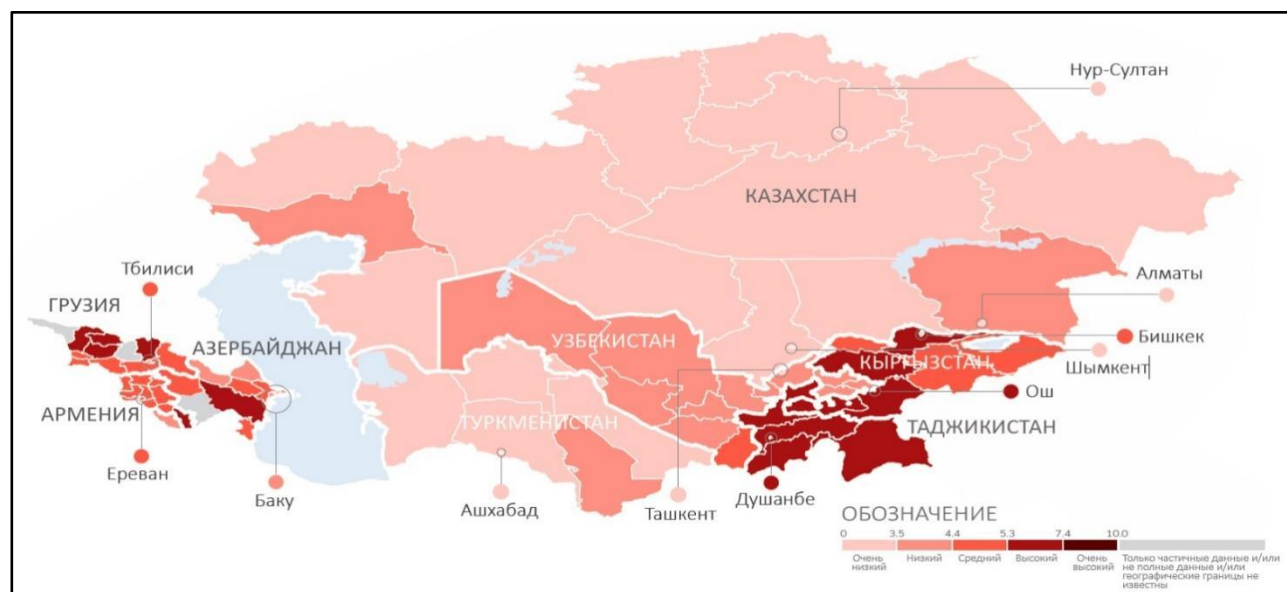 Нур-Султан
КАЗАХСТАН
Тбилиси
Алматы
ГРУЗИЯ
АЗЕРБАЙДЖАН
УЗБЕКИСТАН
Бишкек
КЫРГЫЗСТАН
Шымкент
АРМЕНИЯ
ТУРКМЕНИСТАН
Ош
ТАДЖИКИСТАН
Ереван
Баку
Ашхабад
Ташкент
Душанбе
ОБОЗНАЧЕНИЕ
0 3.5 4.4 5.3 7.4 10.0
Очень низкий
Низкий
Средний
Высокий
Очень высокий
Только частичные данные и/или
не полные данные и/или
географические границы не
известны